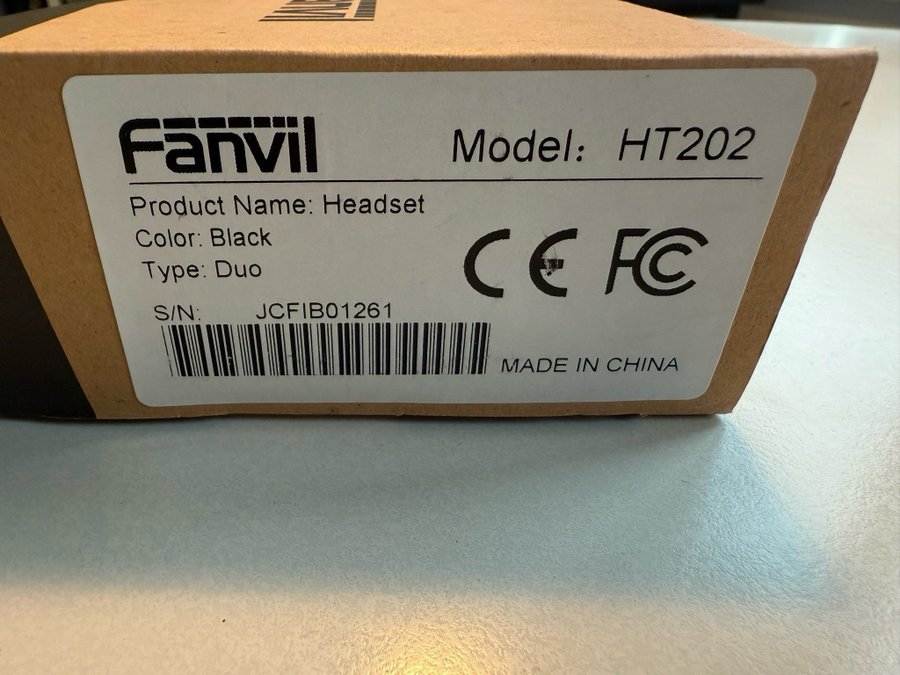 Fanvil Model: HT202
Product Name: Headset
Color: Black
Type: Duo
S/N: JCFIB01261
MADE IN CHINA
CE FC